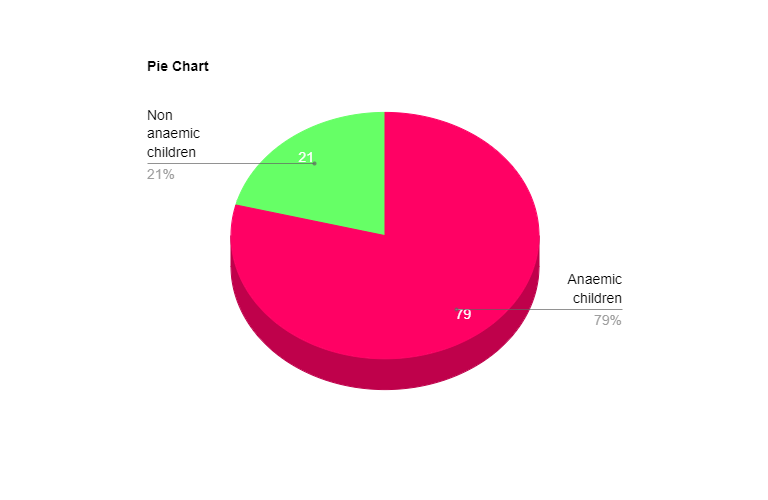 Pie Chart
Non
anaemic
children
21%
21
Anaemic
children
79%
79